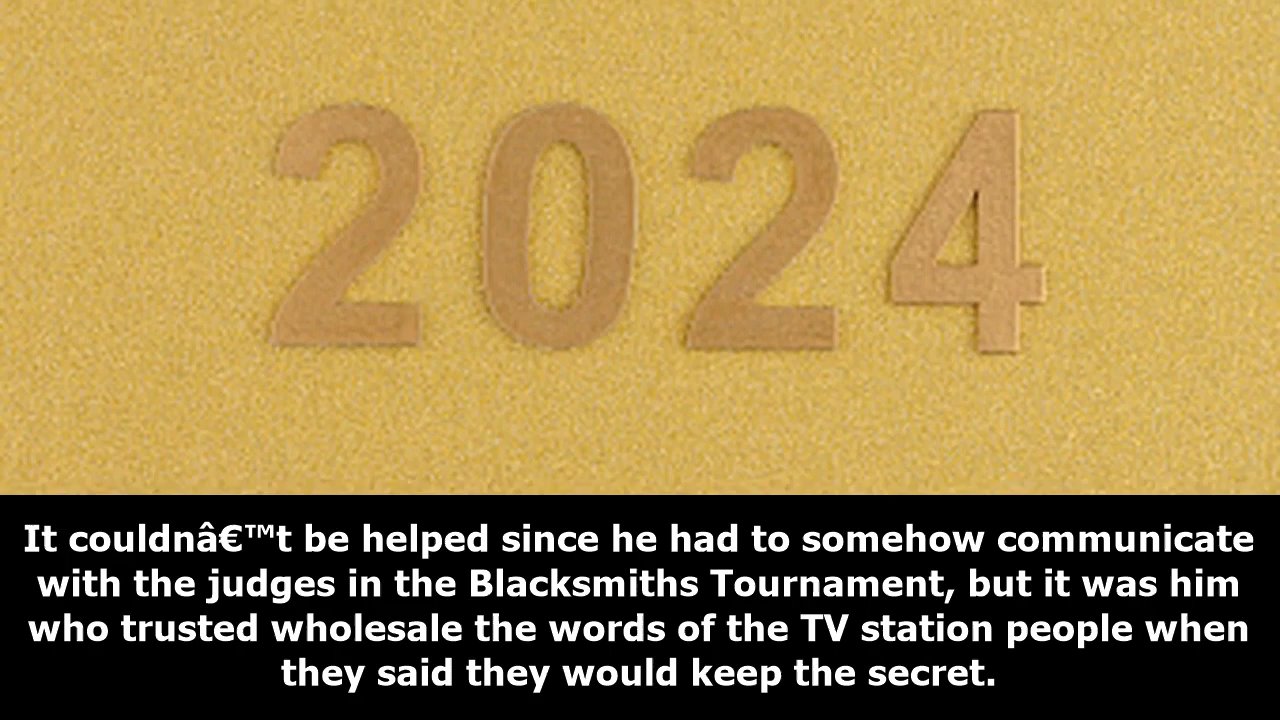 2024
It couldnâ€™t be helped since he had to somehow communicate
with the judges in the Blacksmiths Tournament, but it was him
who trusted wholesale the words of the TV station people when
they said they would keep the secret.